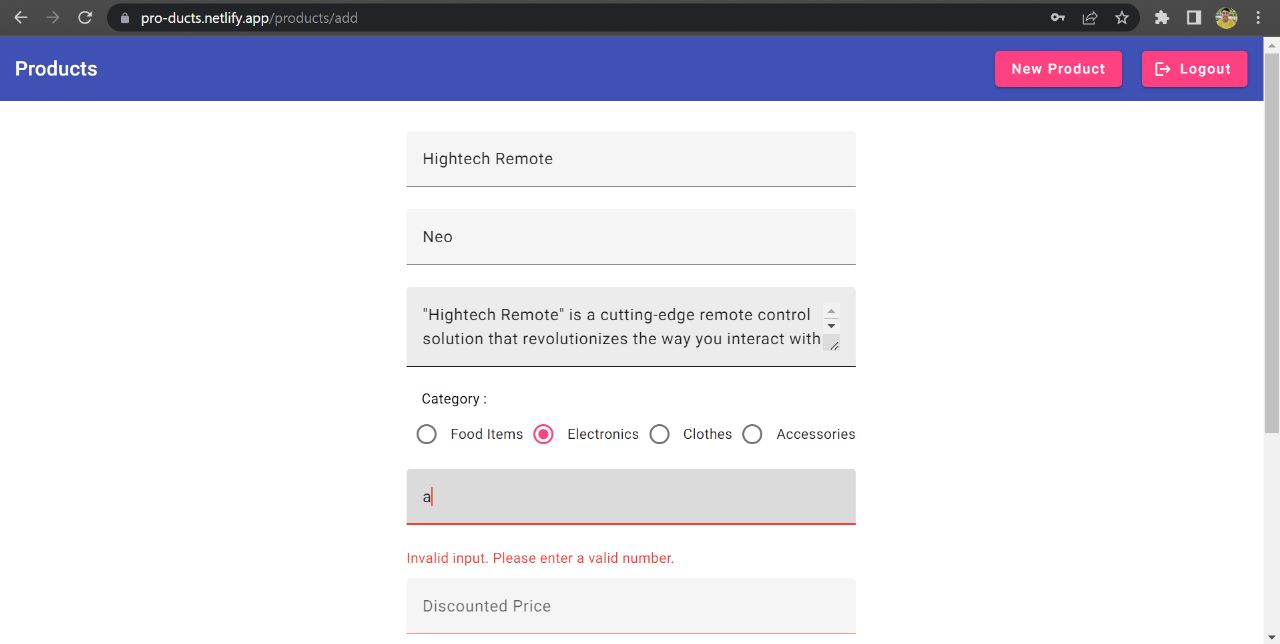 pro-ducts.netlify.app/products/add
Products
New Product
Logout
Hightech Remote
Neo
"Hightech Remote" is a cutting-edge remote control
solution that revolutionizes the way you interact with
Category :
Food Items Electronics Clothes Accessories
a
Invalid input. Please enter a valid number.
Discounted Price